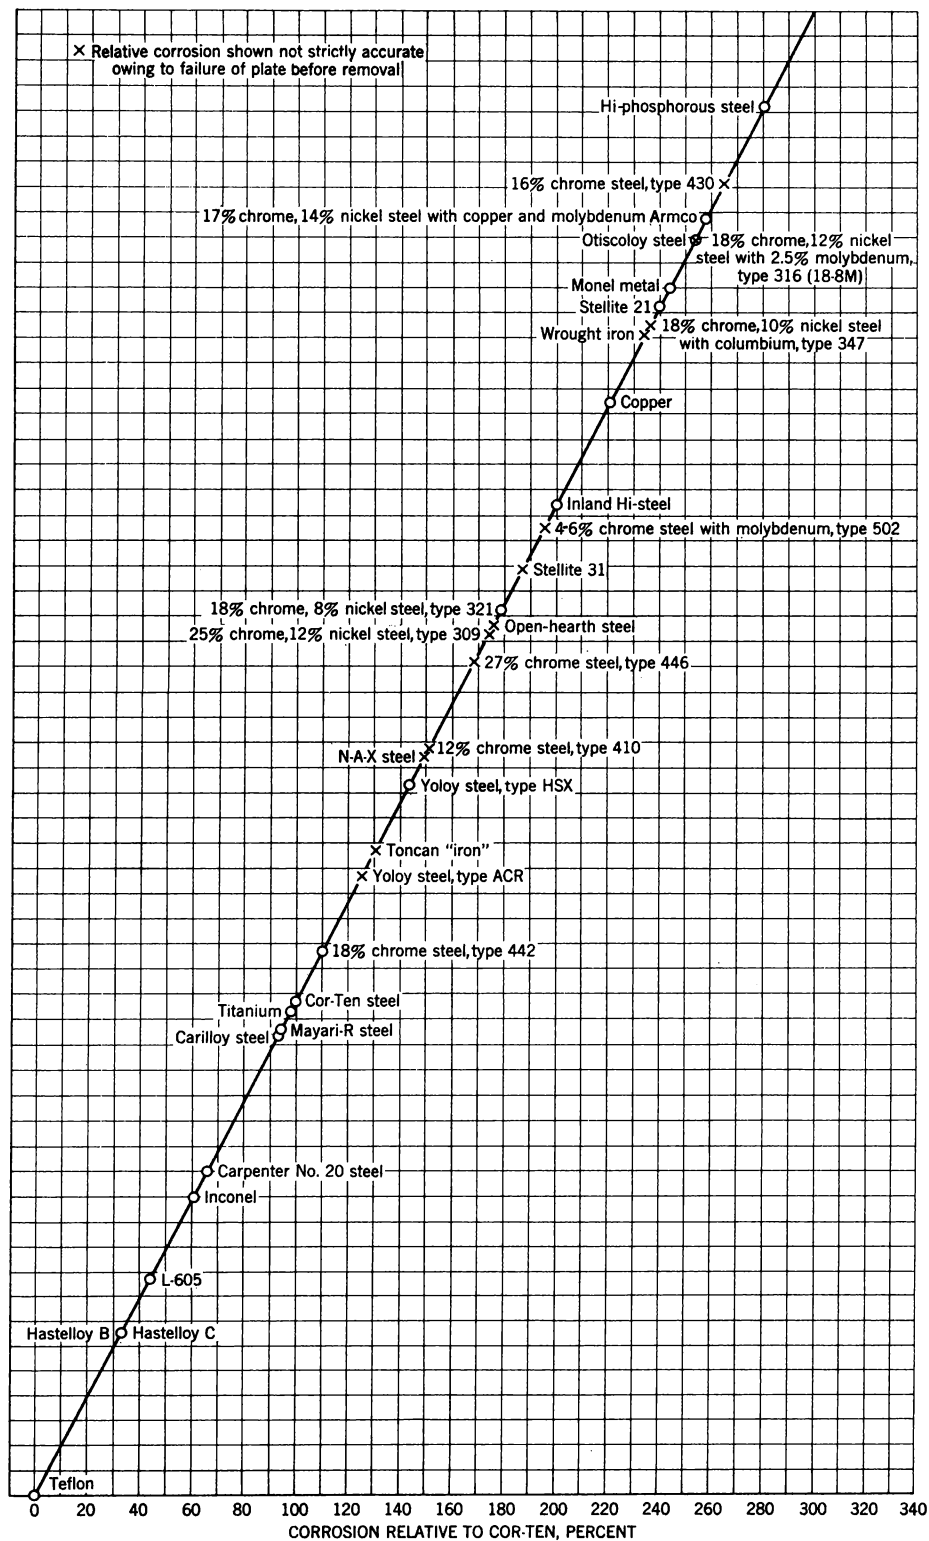 × Relative corrosion shown not strictly accurate
owing to failure of plate before removal
Hi-phosphorous steel
16% chrome steel, type 430
17% chrome, 14% nickel steel with copper and molybdenum Armco
Otiscoloy steel
18% chrome, 12% nickel
steel with 2.5% molybdenum,
type 316 (18-8M)
Monel metal
Stellite 21
18% chrome, 10% nickel steel
with columbium, type 347
Wrought iron
Copper
Inland Hi-steel
4-6% chrome steel with molybdenum, type 502
Stellite 31
18% chrome, 8% nickel steel, type 321
Open-hearth steel
25% chrome, 12% nickel steel, type 309
27% chrome steel, type 446
12% chrome steel, type 410
N-A-X steel
Yoloy steel, type HSX
Toncan "iron"
Yoloy steel, type ACR
18% chrome steel, type 442
Cor-Ten steel
Titanium
Mayari-R steel
Carilloy steel
Carpenter No. 20 steel
Inconel
L-605
Hastelloy B
Hastelloy C
Teflon
0 20 40 60 80 100 120 140 160 180 200 220 240 260 280 300 320 340
CORROSION RELATIVE TO COR-TEN, PERCENT